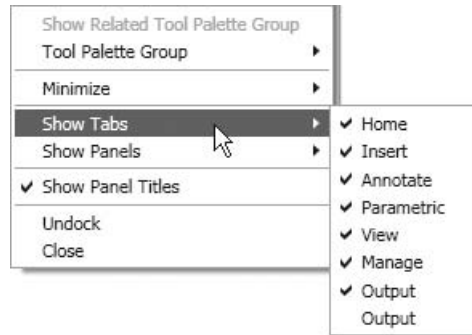 Show Related Tool Palette Group
Tool Palette Group
Minimize
Show Tabs
Show Panels
Show Panel Titles
Undock
Close
Home
Insert
Annotate
Parametric
View
Manage
Output
Output